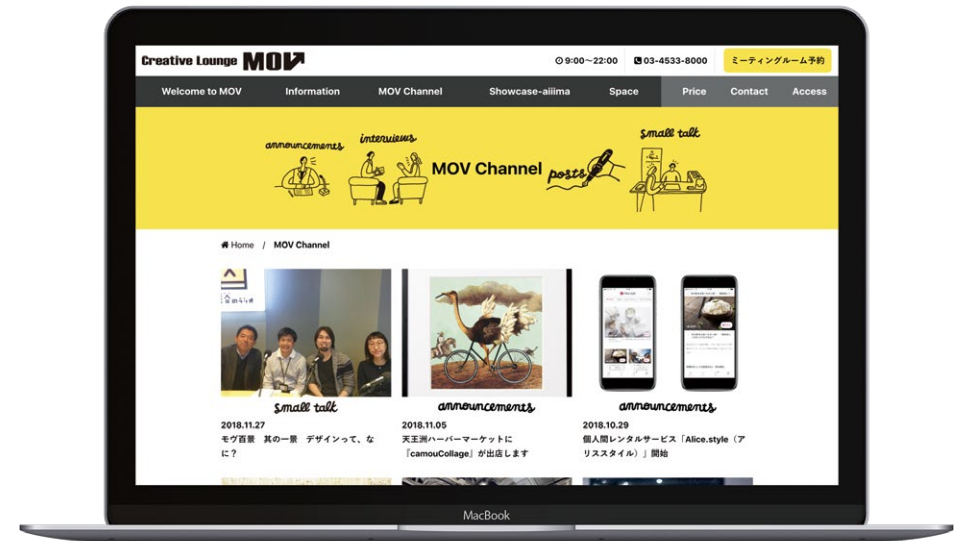 Creative Lounge MOV
9:00〜22:00
03-4533-8000
ミーティングルーム予約
Welcome to MOV
Information
MOV Channel
Showcase-aiiima
Space
Price
Contact
Access
announcements
interviews
MOV Channel
posts
small talk
Home / MOV Channel
small talk
2018.11.27
モヴ百景 其の一景 デザインって、な
に？
announcements
2018.11.05
天王洲ハーバーマーケットに
『camouCollage』が出店します
announcements
2018.10.29
個人間レンタルサービス「Alice.style（ア
リススタイル）」開始
MacBook